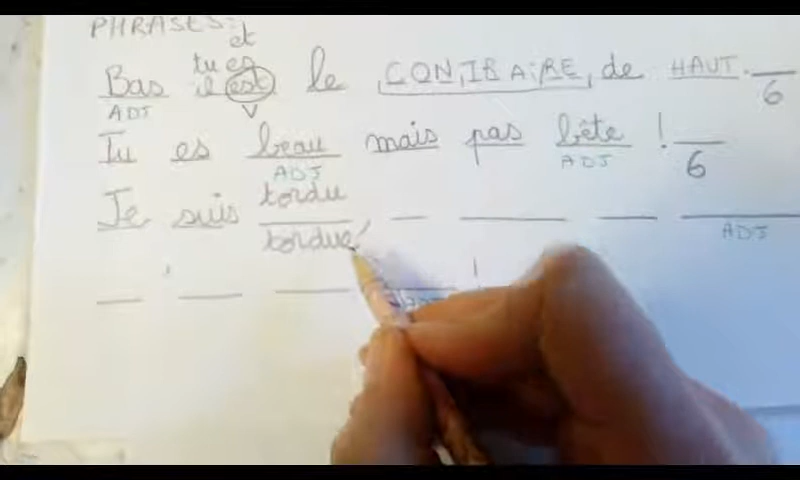 PHRASES:
et
tu es
Bas il est le CONTRAIRE de HAUT. 6
ADJ V
Tu es beau mais pas bête ! 6
ADJ ADJ
Je suis tordu
tordue
ADJ
!